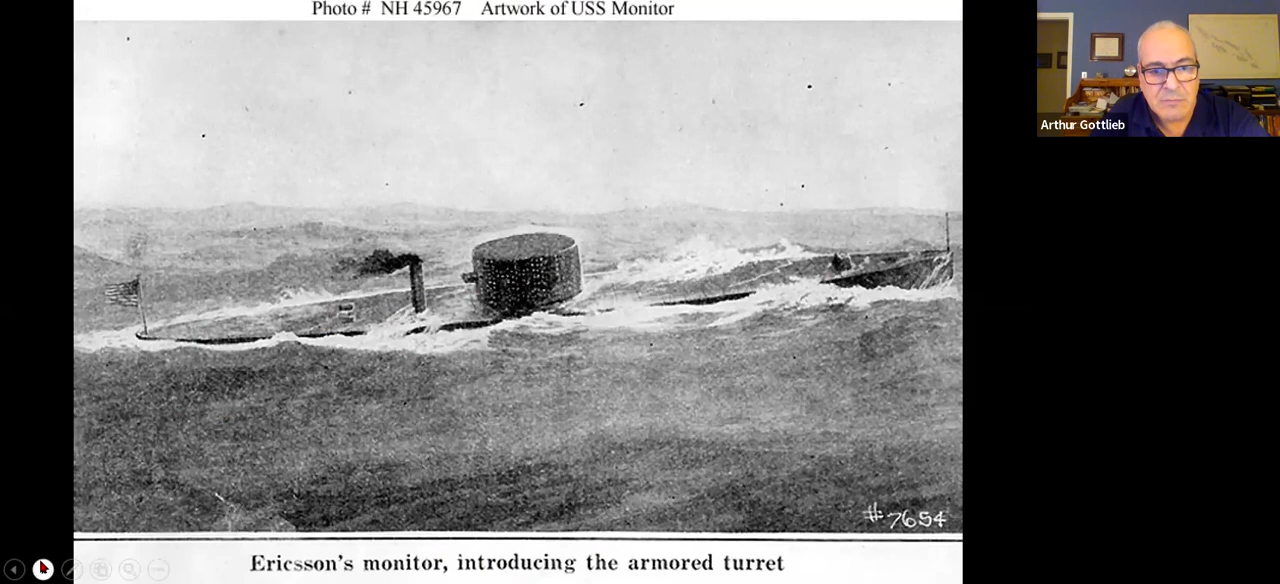 Photo # NH 45967 Artwork of USS Monitor
Arthur Gottlieb
#7654
Ericsson's monitor, introducing the armored turret